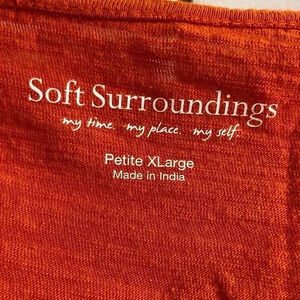 Soft Surroundings
my time. my place. my self.
Petite XLarge
Made in India